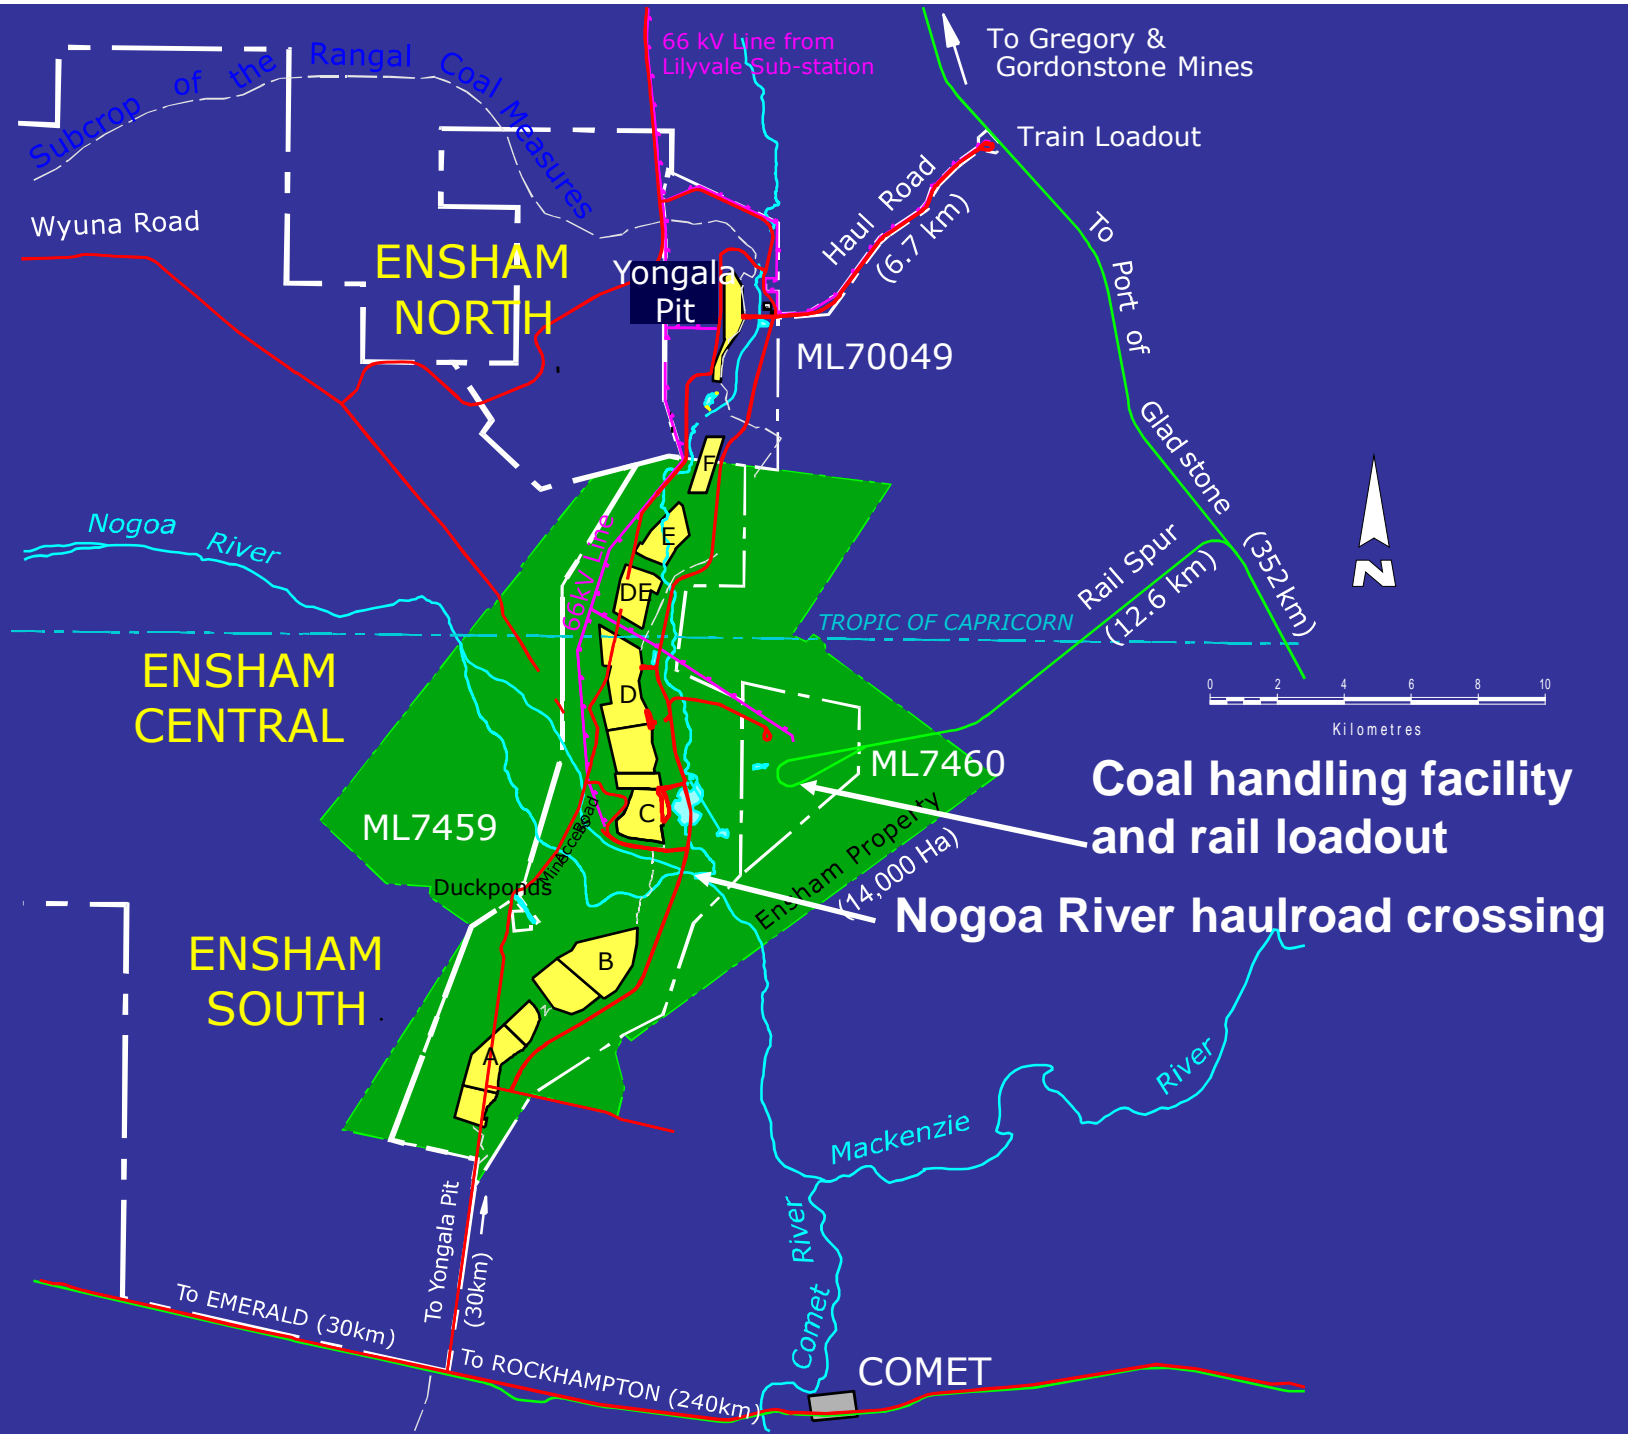 66 kV Line from
Lilyvale Sub-station
To Gregory &
Gordonstone Mines
Subcrop of the Rangal Coal Measures
Train Loadout
Wyuna Road
Haul Road
(6.7 km)
ENSHAM
NORTH
Yongala
Pit
ML70049
To Port of Gladstone (352km)
F
Nogoa River
E
66kV Line
DE
Rail Spur
(12.6 km)
N
TROPIC OF CAPRICORN
ENSHAM
CENTRAL
D
0 2 4 6 8 10
Kilometres
ML7460
Coal handling facility
and rail loadout
ML7459
C
Mine Access Road
Ensham Property
(14,000 Ha)
Duckponds
Nogoa River haulroad crossing
ENSHAM
SOUTH
B
A
Mackenzie River
To Yongala Pit
(30km)
Comet River
To EMERALD (30km)
To ROCKHAMPTON (240km)
COMET